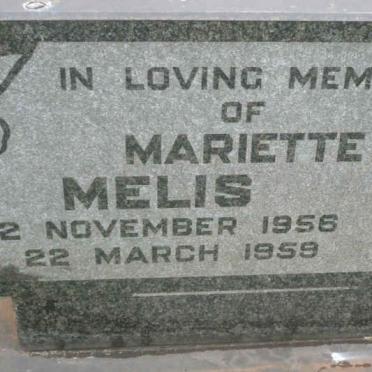 IN LOVING MEM
OF
MARIETTE
MELIS
2 NOVEMBER 1956
22 MARCH 1959